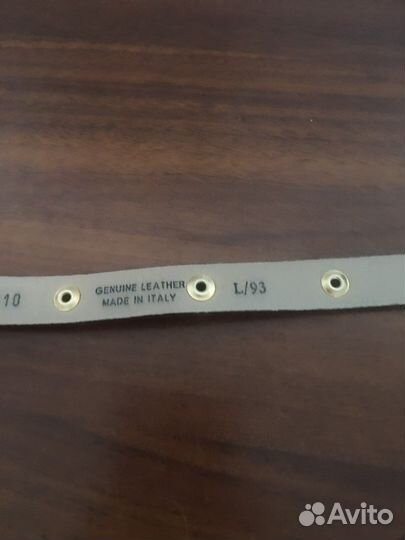 10
GENUINE LEATHER
MADE IN ITALY
L/93
Avito